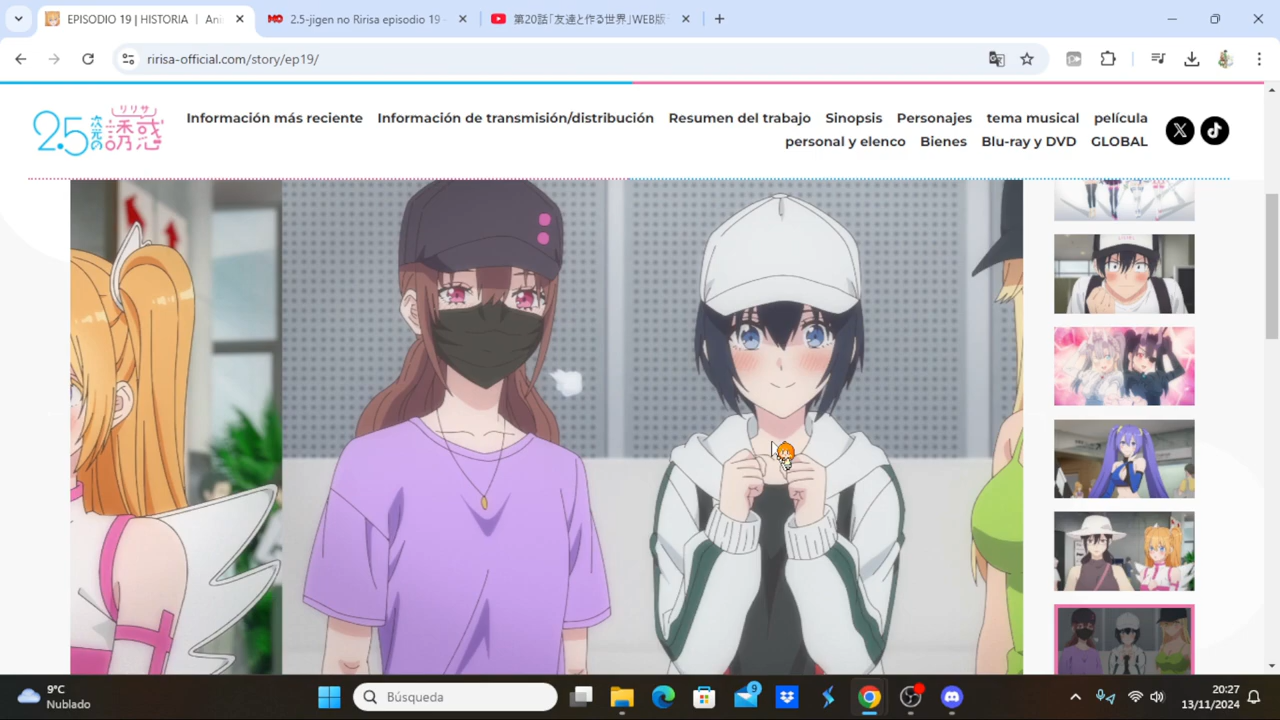 EPISODIO 19 | HISTORIA | Ani
2.5-jigen no Ririsa episodio 19
第20話「友達と作る世界」WEB版
ririsa-official.com/story/ep19/
リリサ
2.5次元の誘惑
Información más reciente Información de transmisión/distribución Resumen del trabajo Sinopsis Personajes tema musical película
personal y elenco Bienes Blu-ray y DVD GLOBAL
9°C
Nublado
Búsqueda
9
20:27
13/11/2024